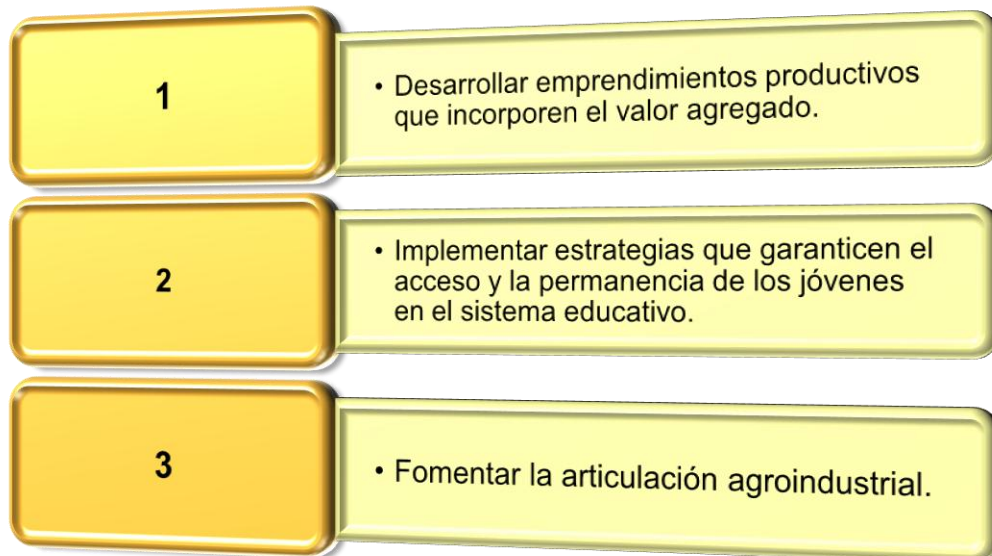 1
• Desarrollar emprendimientos productivos
que incorporen el valor agregado.
2
• Implementar estrategias que garanticen el
acceso y la permanencia de los jóvenes
en el sistema educativo.
3
• Fomentar la articulación agroindustrial.